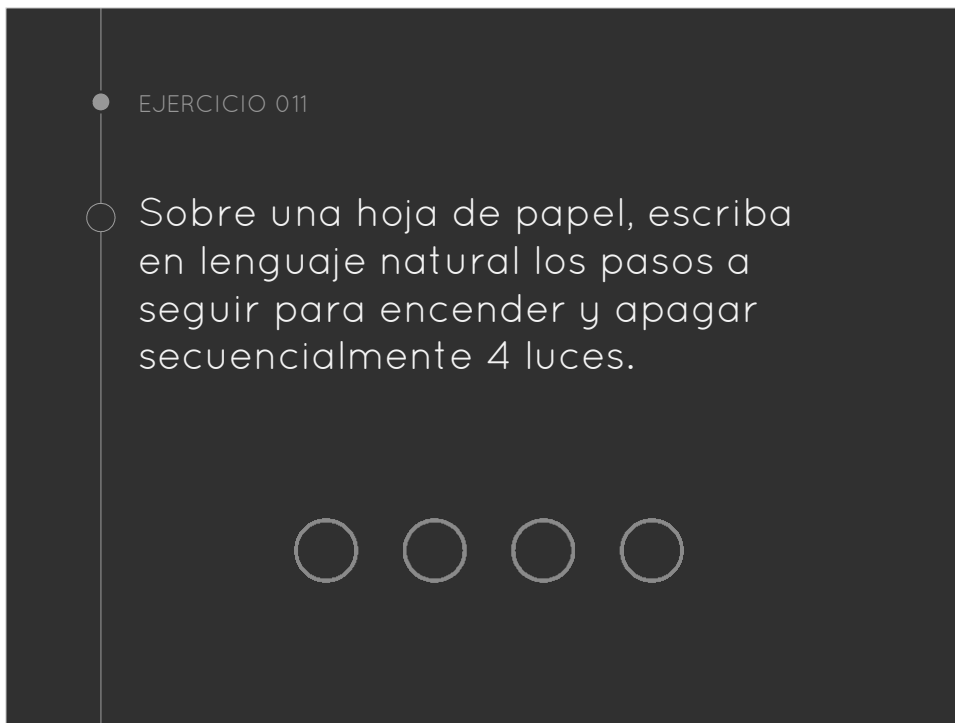 EJERCICIO 011
Sobre una hoja de papel, escriba
en lenguaje natural los pasos a
seguir para encender y apagar
secuencialmente 4 luces.